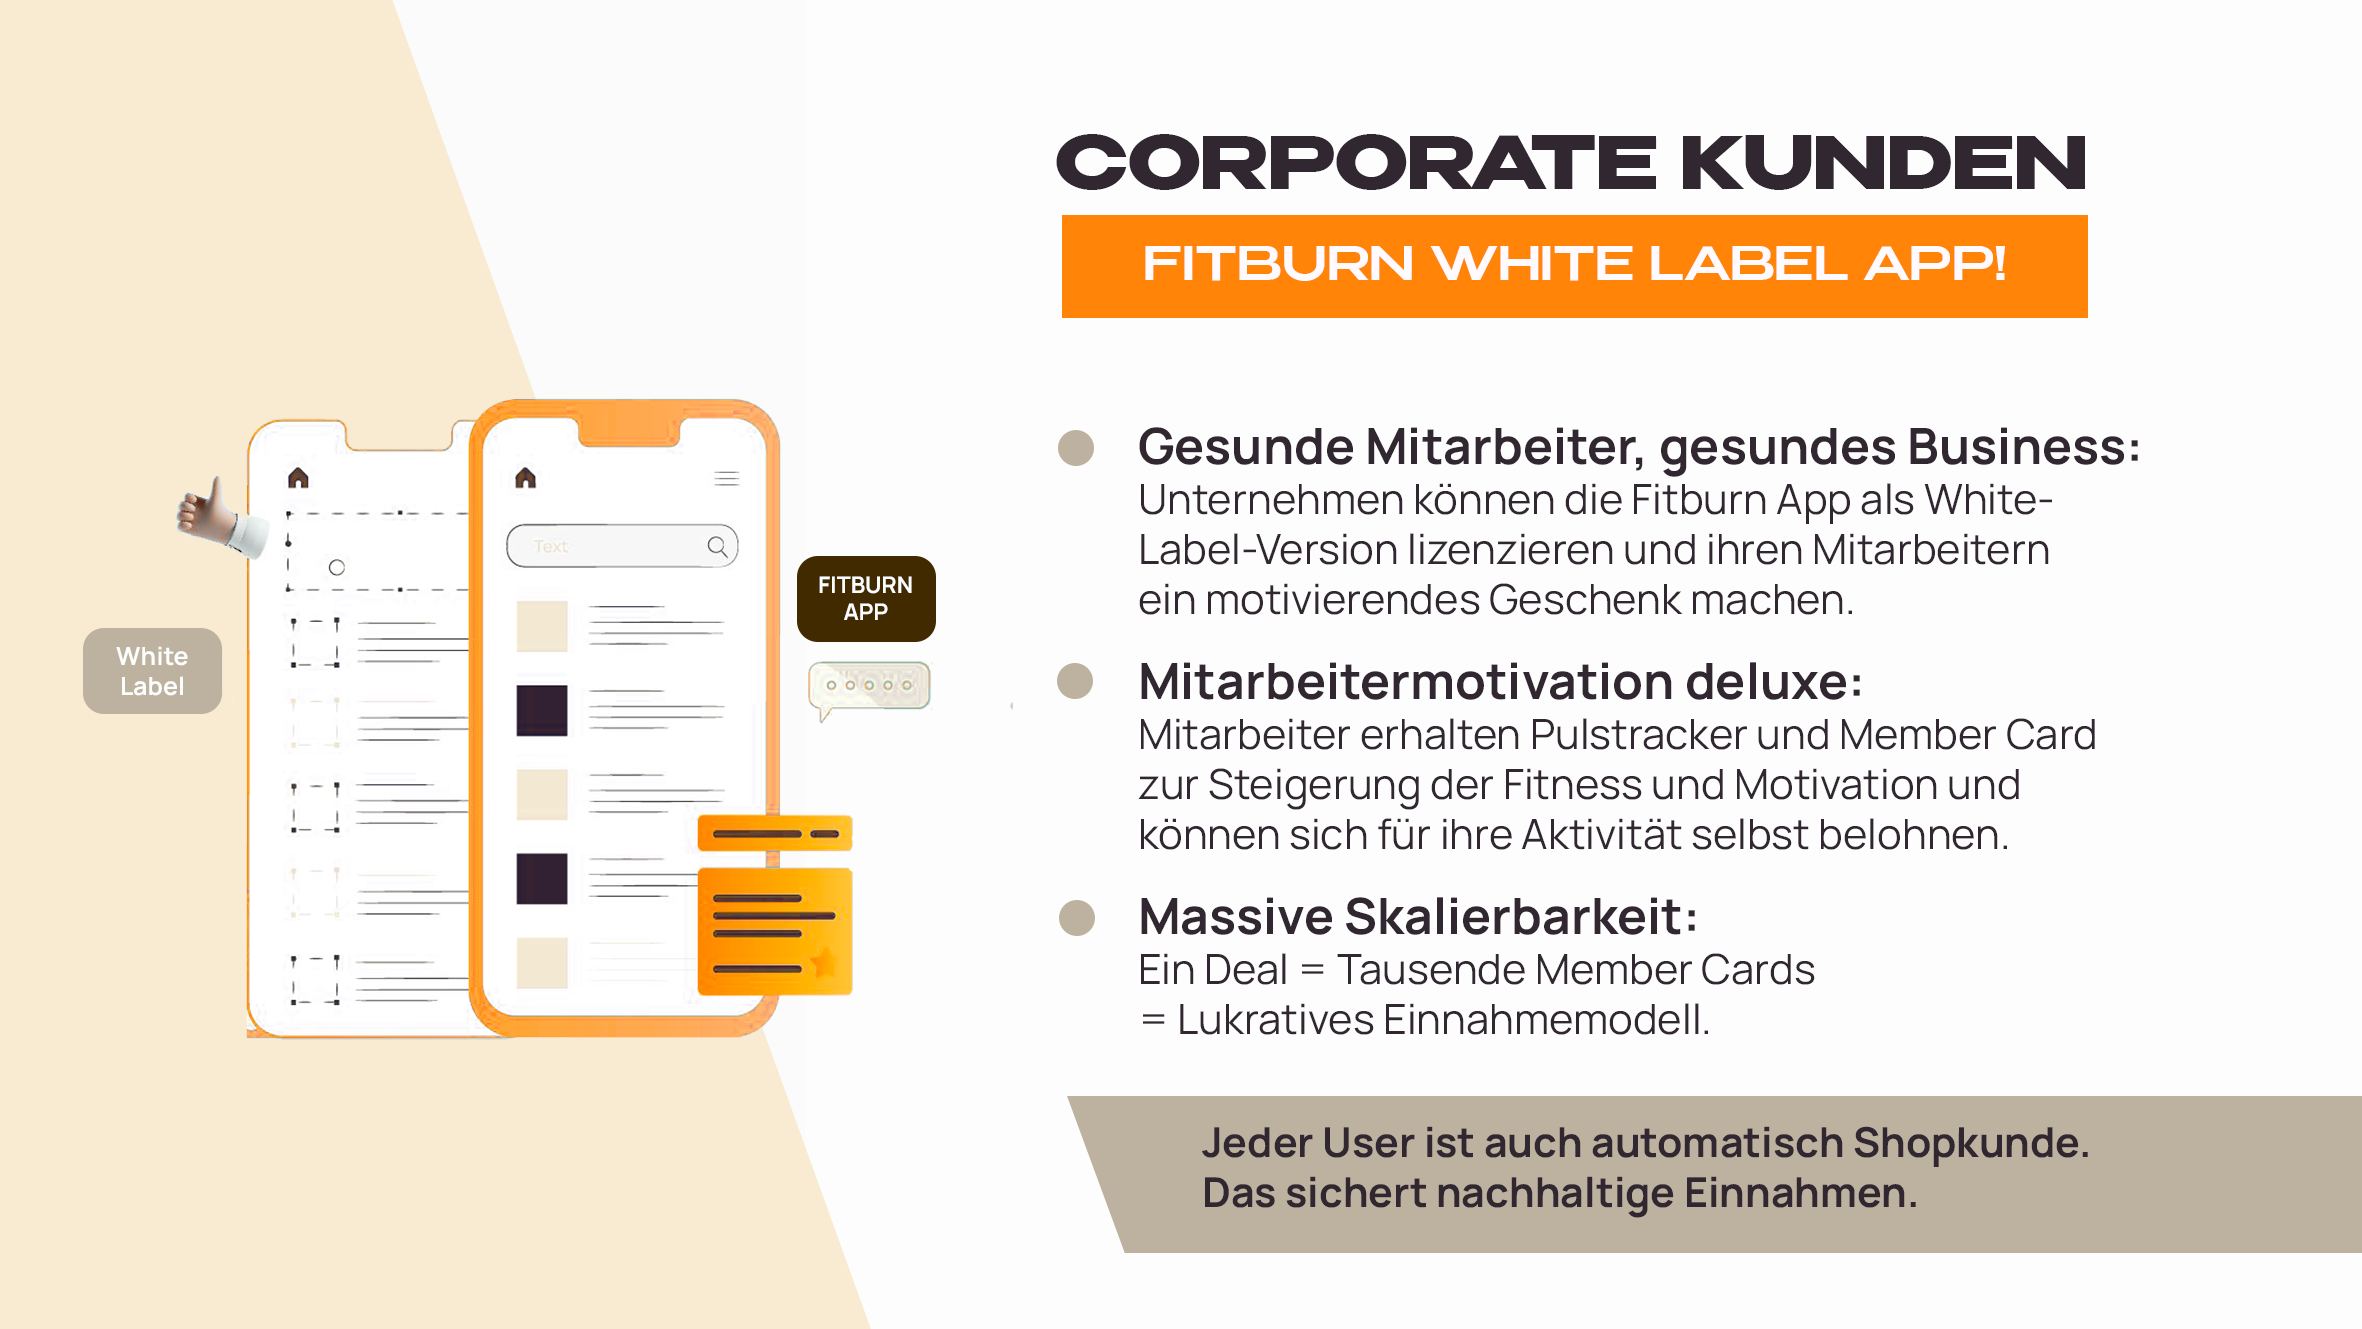 CORPORATE KUNDEN
FITBURN WHITE LABEL APP!
Gesunde Mitarbeiter, gesundes Business:
Unternehmen können die Fitburn App als White-
Label-Version lizenzieren und ihren Mitarbeitern
ein motivierendes Geschenk machen.
Mitarbeitermotivation deluxe:
Mitarbeiter erhalten Pulstracker und Member Card
zur Steigerung der Fitness und Motivation und
können sich für ihre Aktivität selbst belohnen.
Massive Skalierbarkeit:
Ein Deal = Tausende Member Cards
= Lukratives Einnahmemodell.
Jeder User ist auch automatisch Shopkunde.
Das sichert nachhaltige Einnahmen.
White
Label
Text
FITBURN
APP